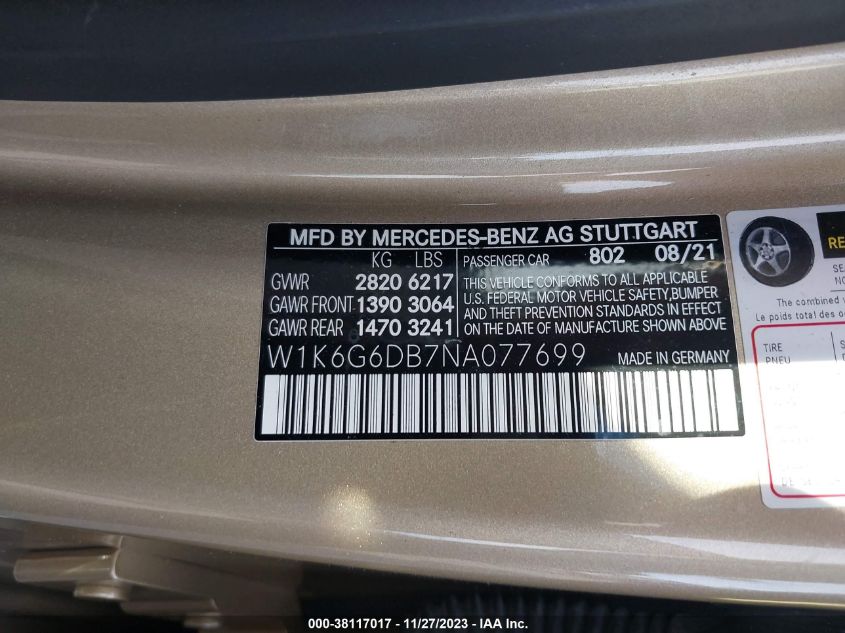 MFD BY MERCEDES-BENZ AG STUTTGART
KG LBS
GVWR 2820 6217
GAWR FRONT 1390 3064
GAWR REAR 1470 3241
PASSENGER CAR 802 08/21
THIS VEHICLE CONFORMS TO ALL APPLICABLE
U.S. FEDERAL MOTOR VEHICLE SAFETY, BUMPER
AND THEFT PREVENTION STANDARDS IN EFFECT
ON THE DATE OF MANUFACTURE SHOWN ABOVE
W1K6G6DB7NA077699 MADE IN GERMANY
The combined
Le poids total des
TIRE
PNEU
000-38117017 - 11/27/2023 - WWW.IAAI.COM